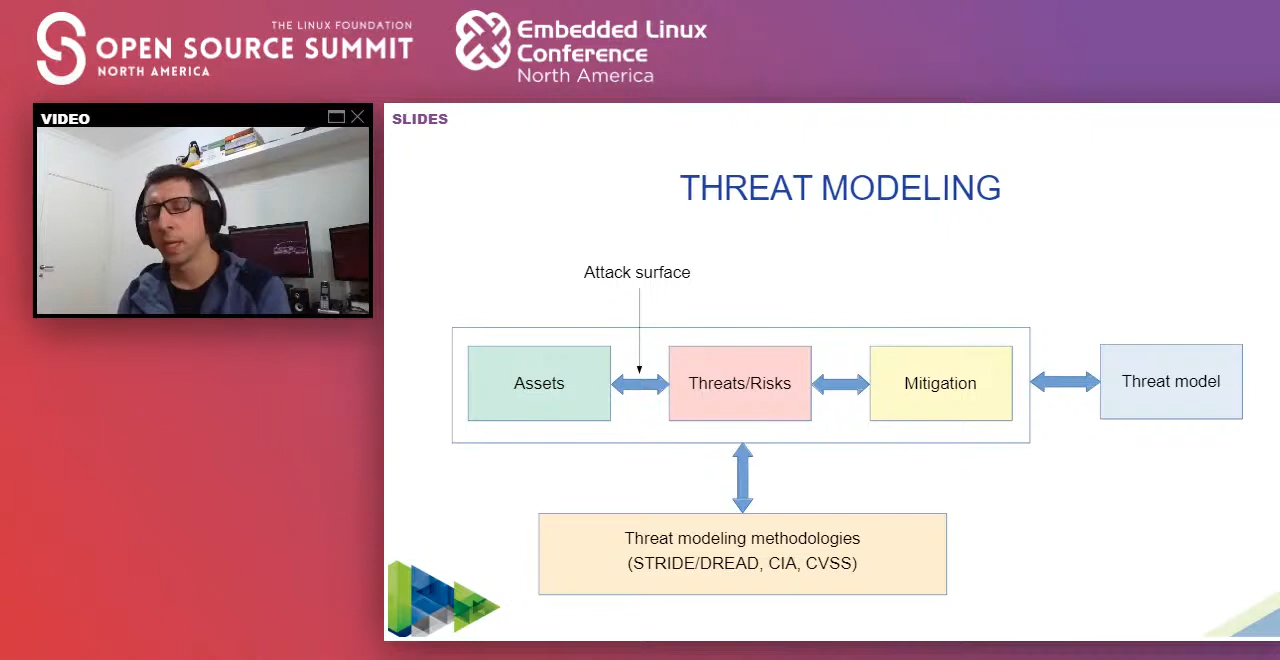 THE LINUX FOUNDATION
OPEN SOURCE SUMMIT
NORTH AMERICA
Embedded Linux
Conference
North America
VIDEO
SLIDES
THREAT MODELING
Attack surface
Assets
Threats/Risks
Mitigation
Threat model
Threat modeling methodologies
(STRIDE/DREAD, CIA, CVSS)